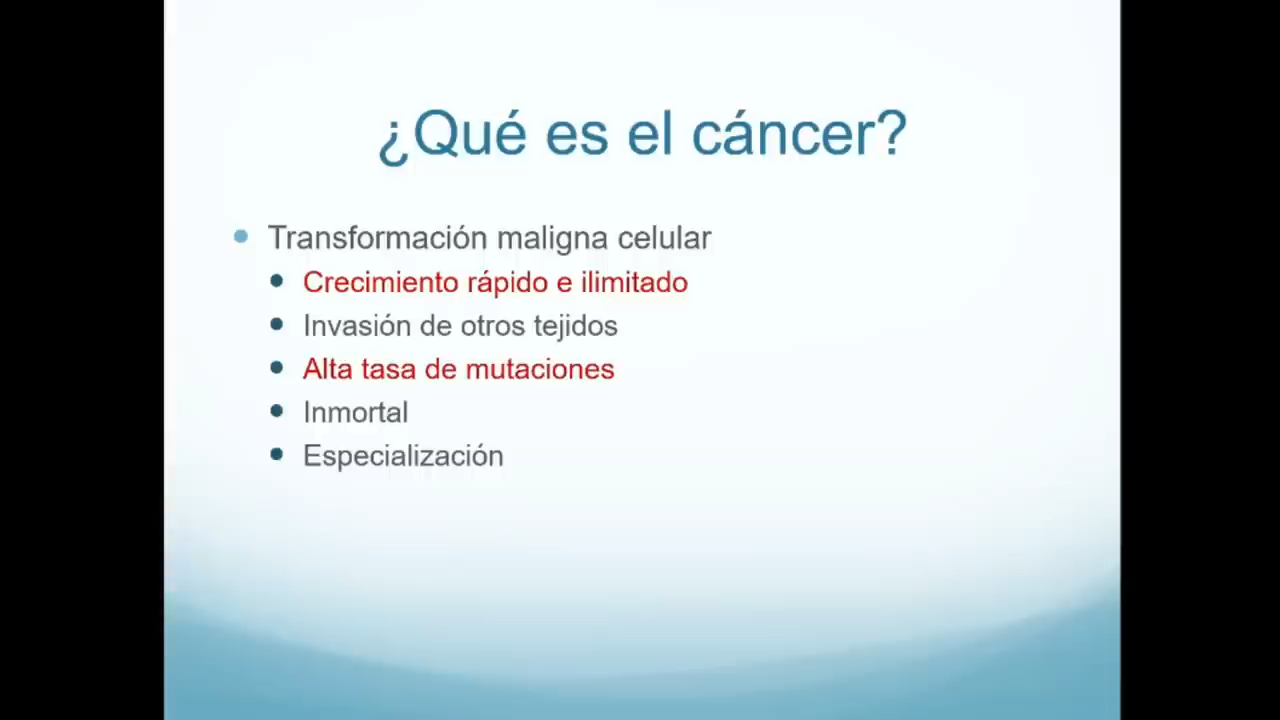 ¿Qué es el cáncer?
Transformación maligna celular
Crecimiento rápido e ilimitado
Invasión de otros tejidos
Alta tasa de mutaciones
Inmortal
Especialización